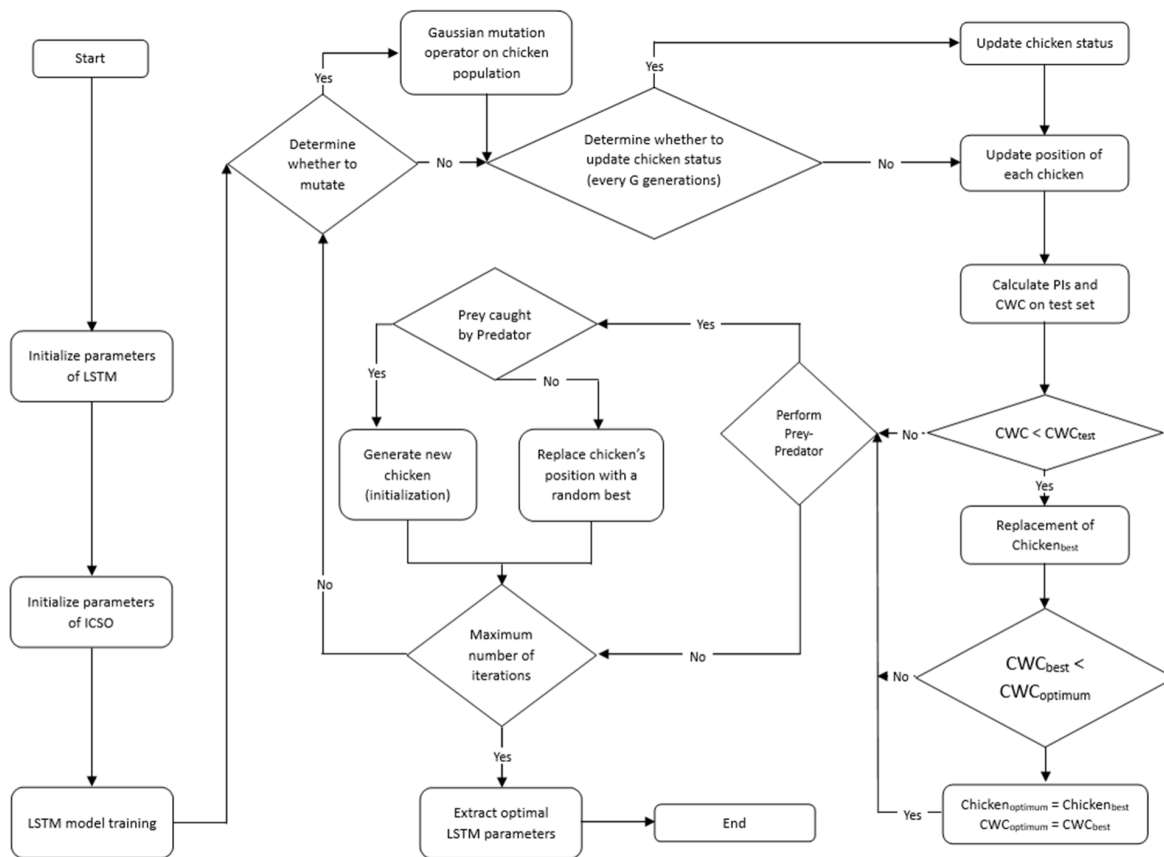 Start
Initialize parameters
of LSTM
Initialize parameters
of ICSO
LSTM model training
Determine
whether to
mutate
Yes
Gaussian mutation
operator on chicken
population
No
Determine whether to
update chicken status
(every G generations)
Yes
Update chicken status
No
Update position of
each chicken
Calculate PIs and
CWC on test set
CWC < CWCtest
No
Yes
Replacement of
Chickenbest
CWCbest <
CWCoptimum
No
Chickenoptimum = Chickenbest
CWCoptimum = CWCbest
Yes
Perform
Prey-
Predator
Yes
No
Prey caught
by Predator
Yes
No
Generate new
chicken
(initialization)
Replace chicken's
position with a
random best
Maximum
number of
iterations
No
Yes
Extract optimal
LSTM parameters
End